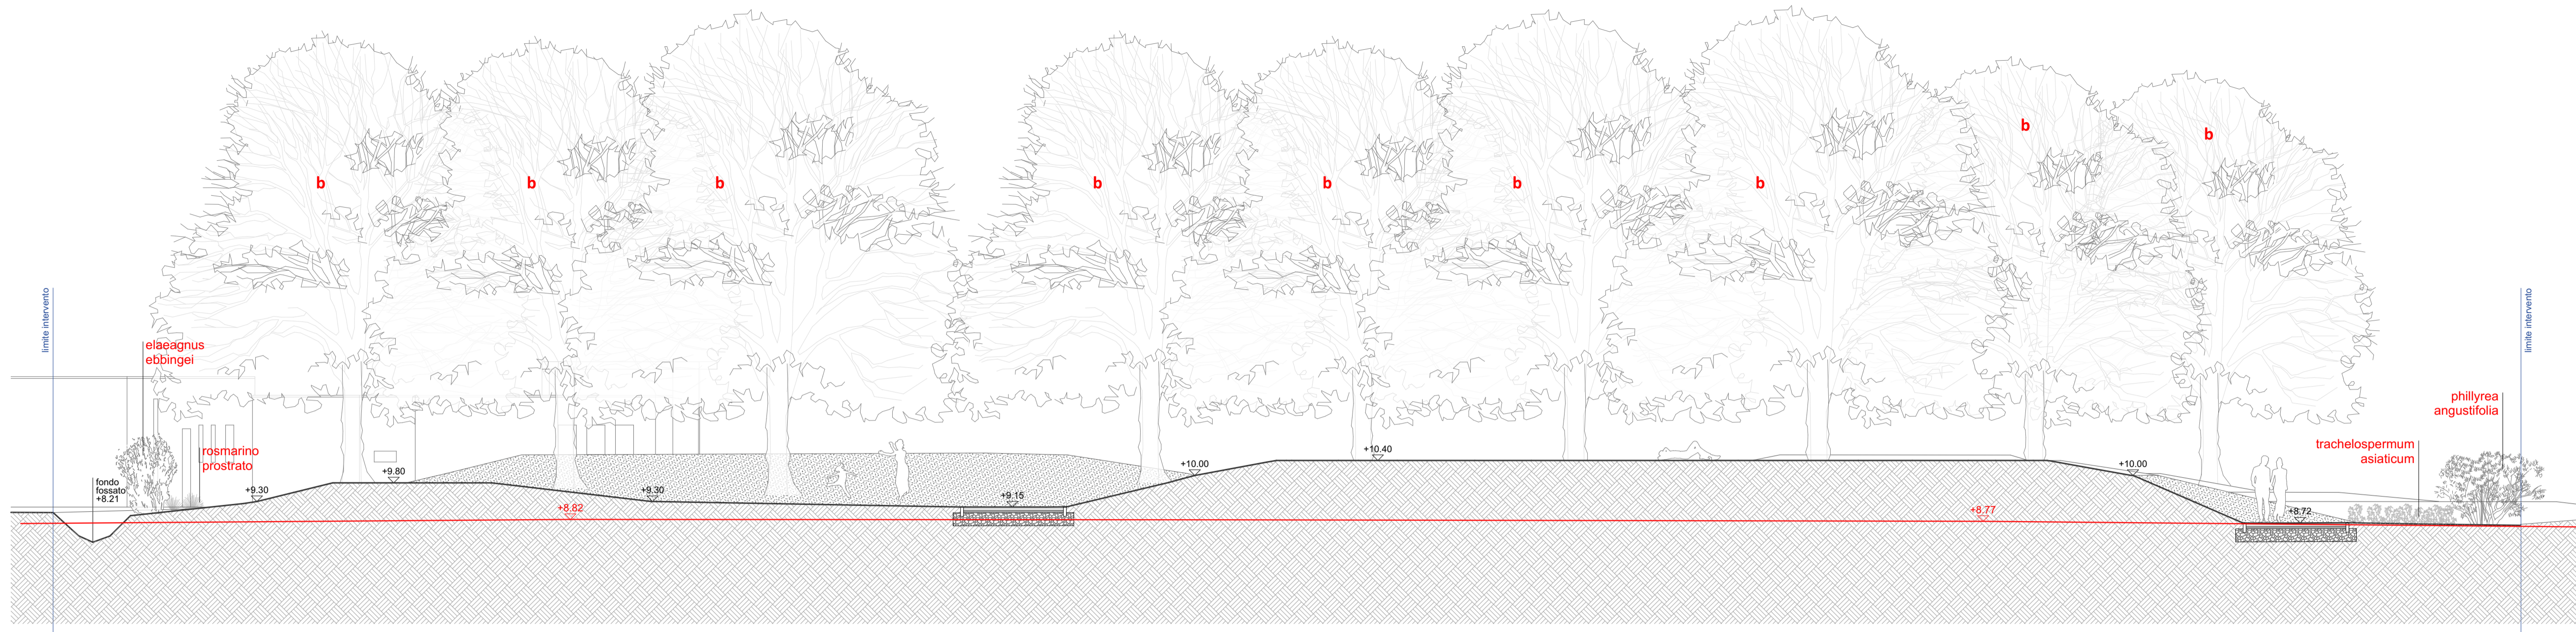 b
b
b
b
b
b
b
b
b
limite intervento
limite intervento
elaeagnus
ebbingei
rosmarino
prostrato
phillyrea
angustifolia
trachelospermum
asiaticum
fondo
fossato
+8.21
+9.30
+9.80
+9.30
+8.82
+9.15
+10.00
+10.40
+8.77
+10.00
+8.72